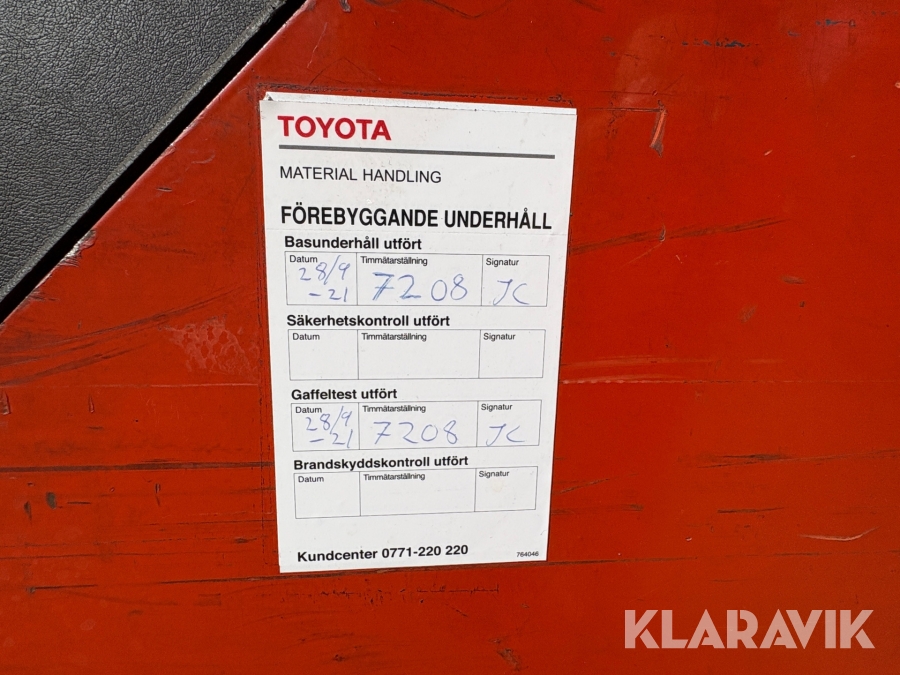 TOYOTA
MATERIAL HANDLING
FÖREBYGGANDE UNDERHÅLL
Basunderhåll utfört
Datum Timmätarställning Signatur
28/9 -21 7208 JC
Säkerhetskontroll utfört
Datum Timmätarställning Signatur
Gaffeltest utfört
Datum Timmätarställning Signatur
28/9 -21 7208 JC
Brandskyddskontroll utfört
Datum Timmätarställning Signatur
Kundcenter 0771-220 220 764046
KLARAVIK